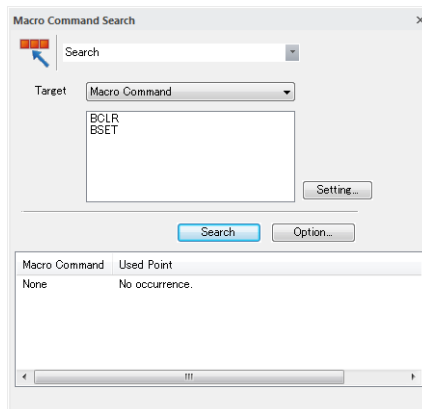 Macro Command Search
Search
Target Macro Command
BCLR
BSET
Setting...
Search Option...
Macro Command Used Point
None No occurrence.